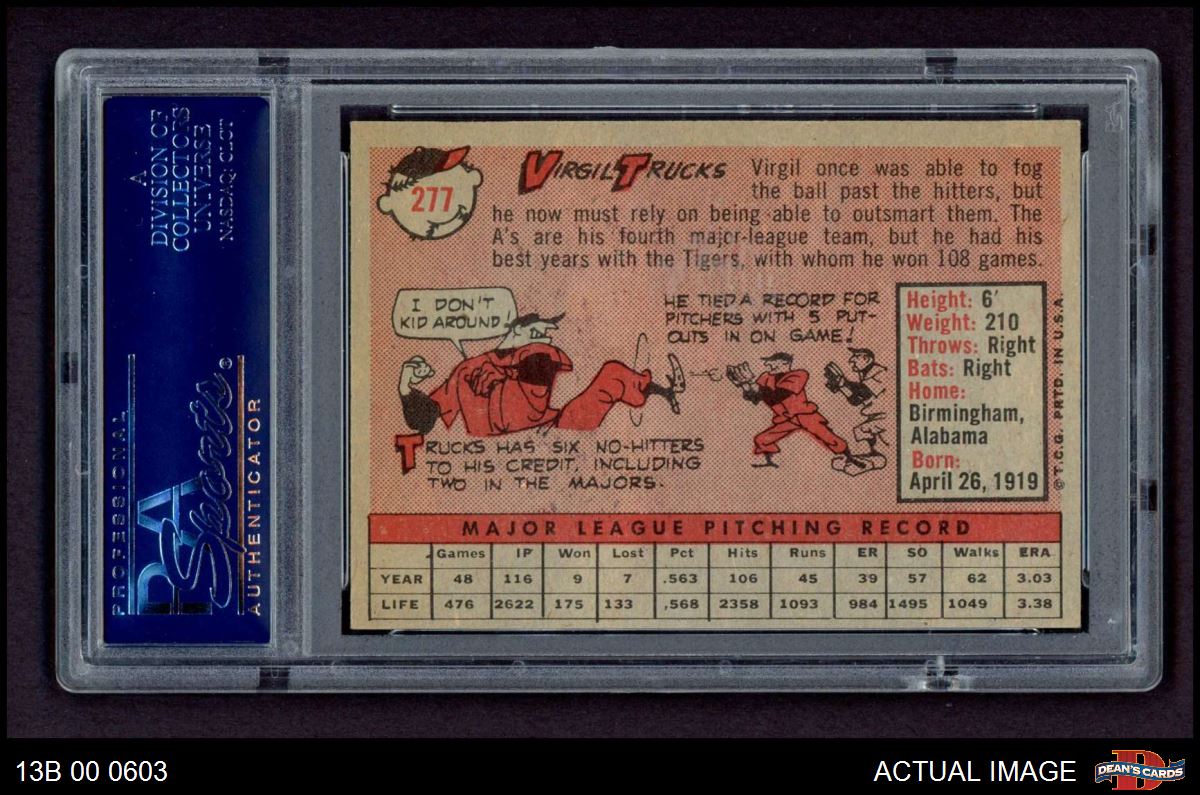 A
DIVISION OF
COLLECTORS
UNIVERSE
NASDAQ: CLCT
PROFESSIONAL
PSA
Sports®
AUTHENTICATOR
277
VIRGIL TRUCKS
Virgil once was able to fog
the ball past the hitters, but
he now must rely on being able to outsmart them. The
A's are his fourth major-league team, but he had his
best years with the Tigers, with whom he won 108 games.
I DON'T
KID AROUND!
HE TIED A RECORD FOR
PITCHERS WITH 5 PUT-
OUTS IN ON GAME!
TRUCKS HAS SIX NO-HITTERS
TO HIS CREDIT, INCLUDING
TWO IN THE MAJORS.
Height: 6'
Weight: 210
Throws: Right
Bats: Right
Home:
Birmingham,
Alabama
Born:
April 26, 1919
©T.C.G. PRTD. IN U.S.A.
MAJOR LEAGUE PITCHING RECORD
Games IP Won Lost Pct Hits Runs ER SO Walks ERA
YEAR 48 116 9 7 .563 106 45 39 57 62 3.03
LIFE 476 2622 175 133 .568 2358 1093 984 1495 1049 3.38
13B 00 0603
ACTUAL IMAGE
D
DEAN'S CARDS